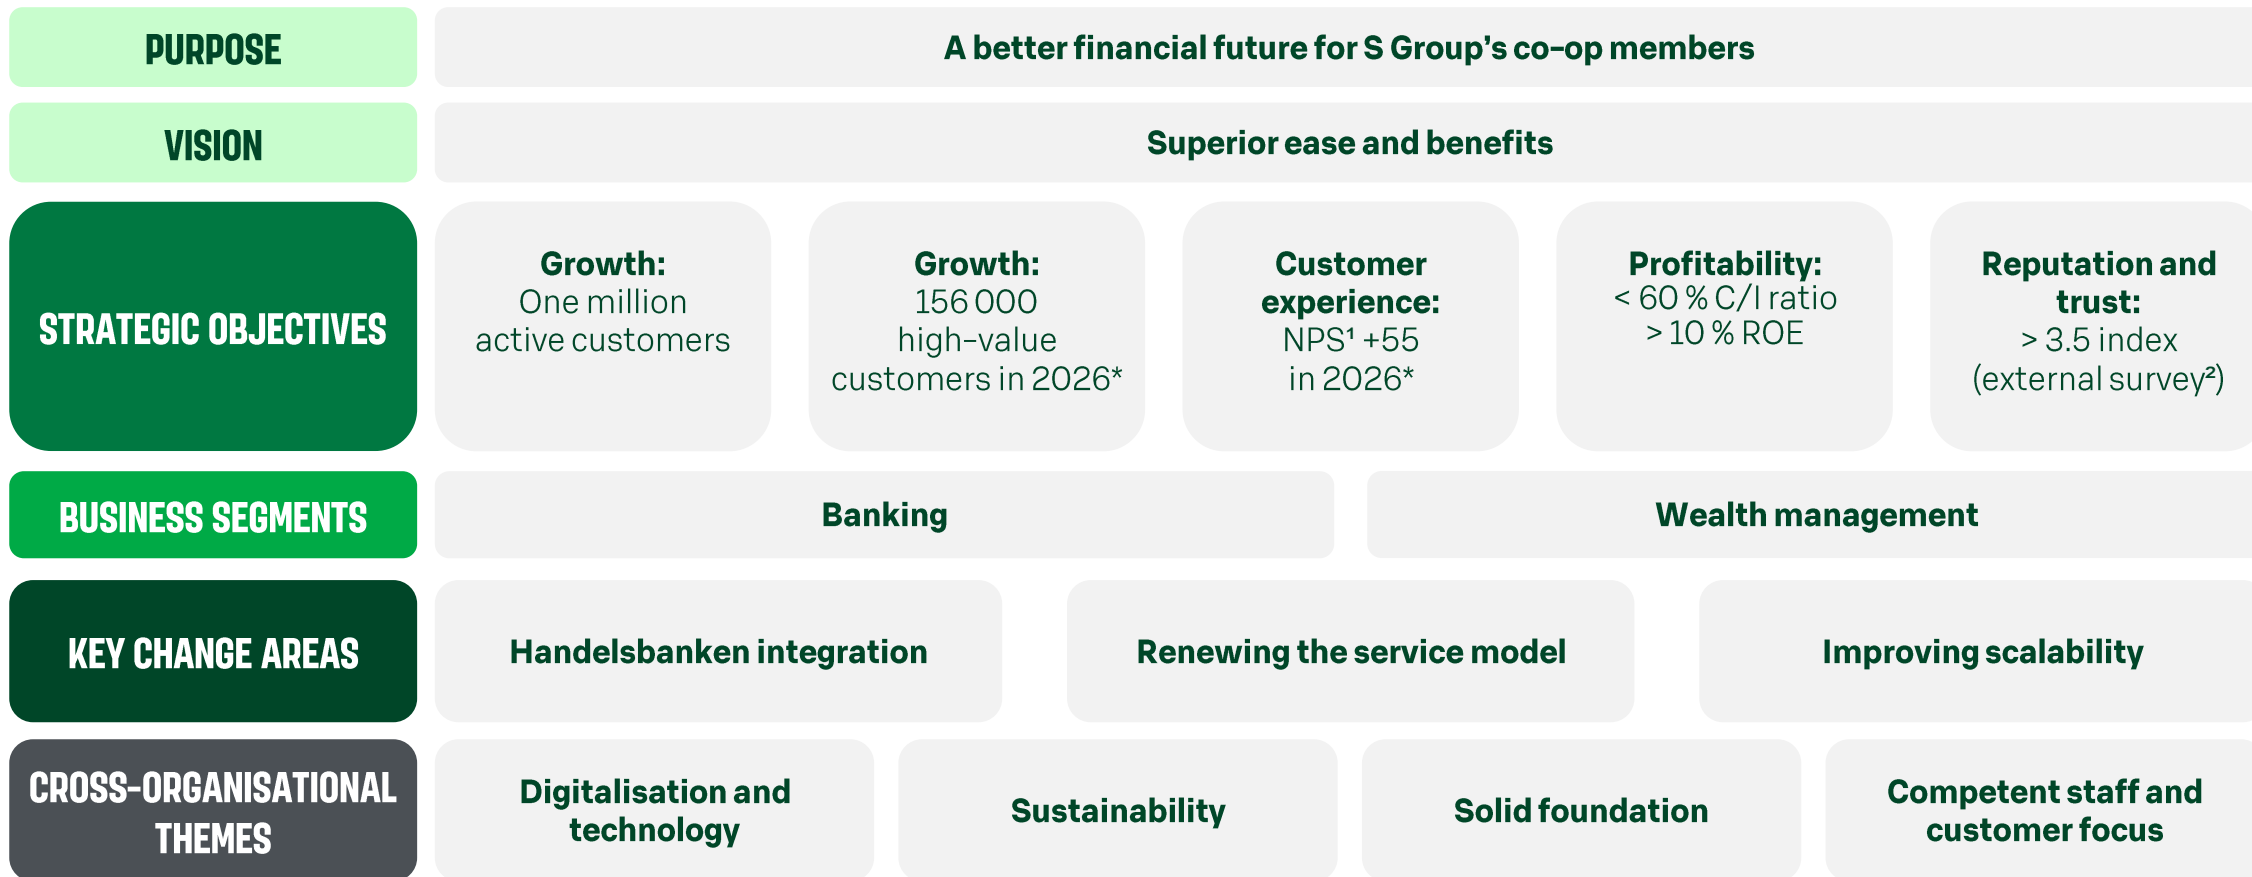 PURPOSE
A better financial future for S Group’s co-op members
VISION
Superior ease and benefits
STRATEGIC OBJECTIVES
Growth:
One million
active customers
Growth:
156 000
high-value
customers in 2026*
Customer
experience:
NPS¹ +55
in 2026*
Profitability:
< 60 % C/I ratio
> 10 % ROE
Reputation and
trust:
> 3.5 index
(external survey²)
BUSINESS SEGMENTS
Banking
Wealth management
KEY CHANGE AREAS
Handelsbanken integration
Renewing the service model
Improving scalability
CROSS-ORGANISATIONAL
THEMES
Digitalisation and
technology
Sustainability
Solid foundation
Competent staff and
customer focus